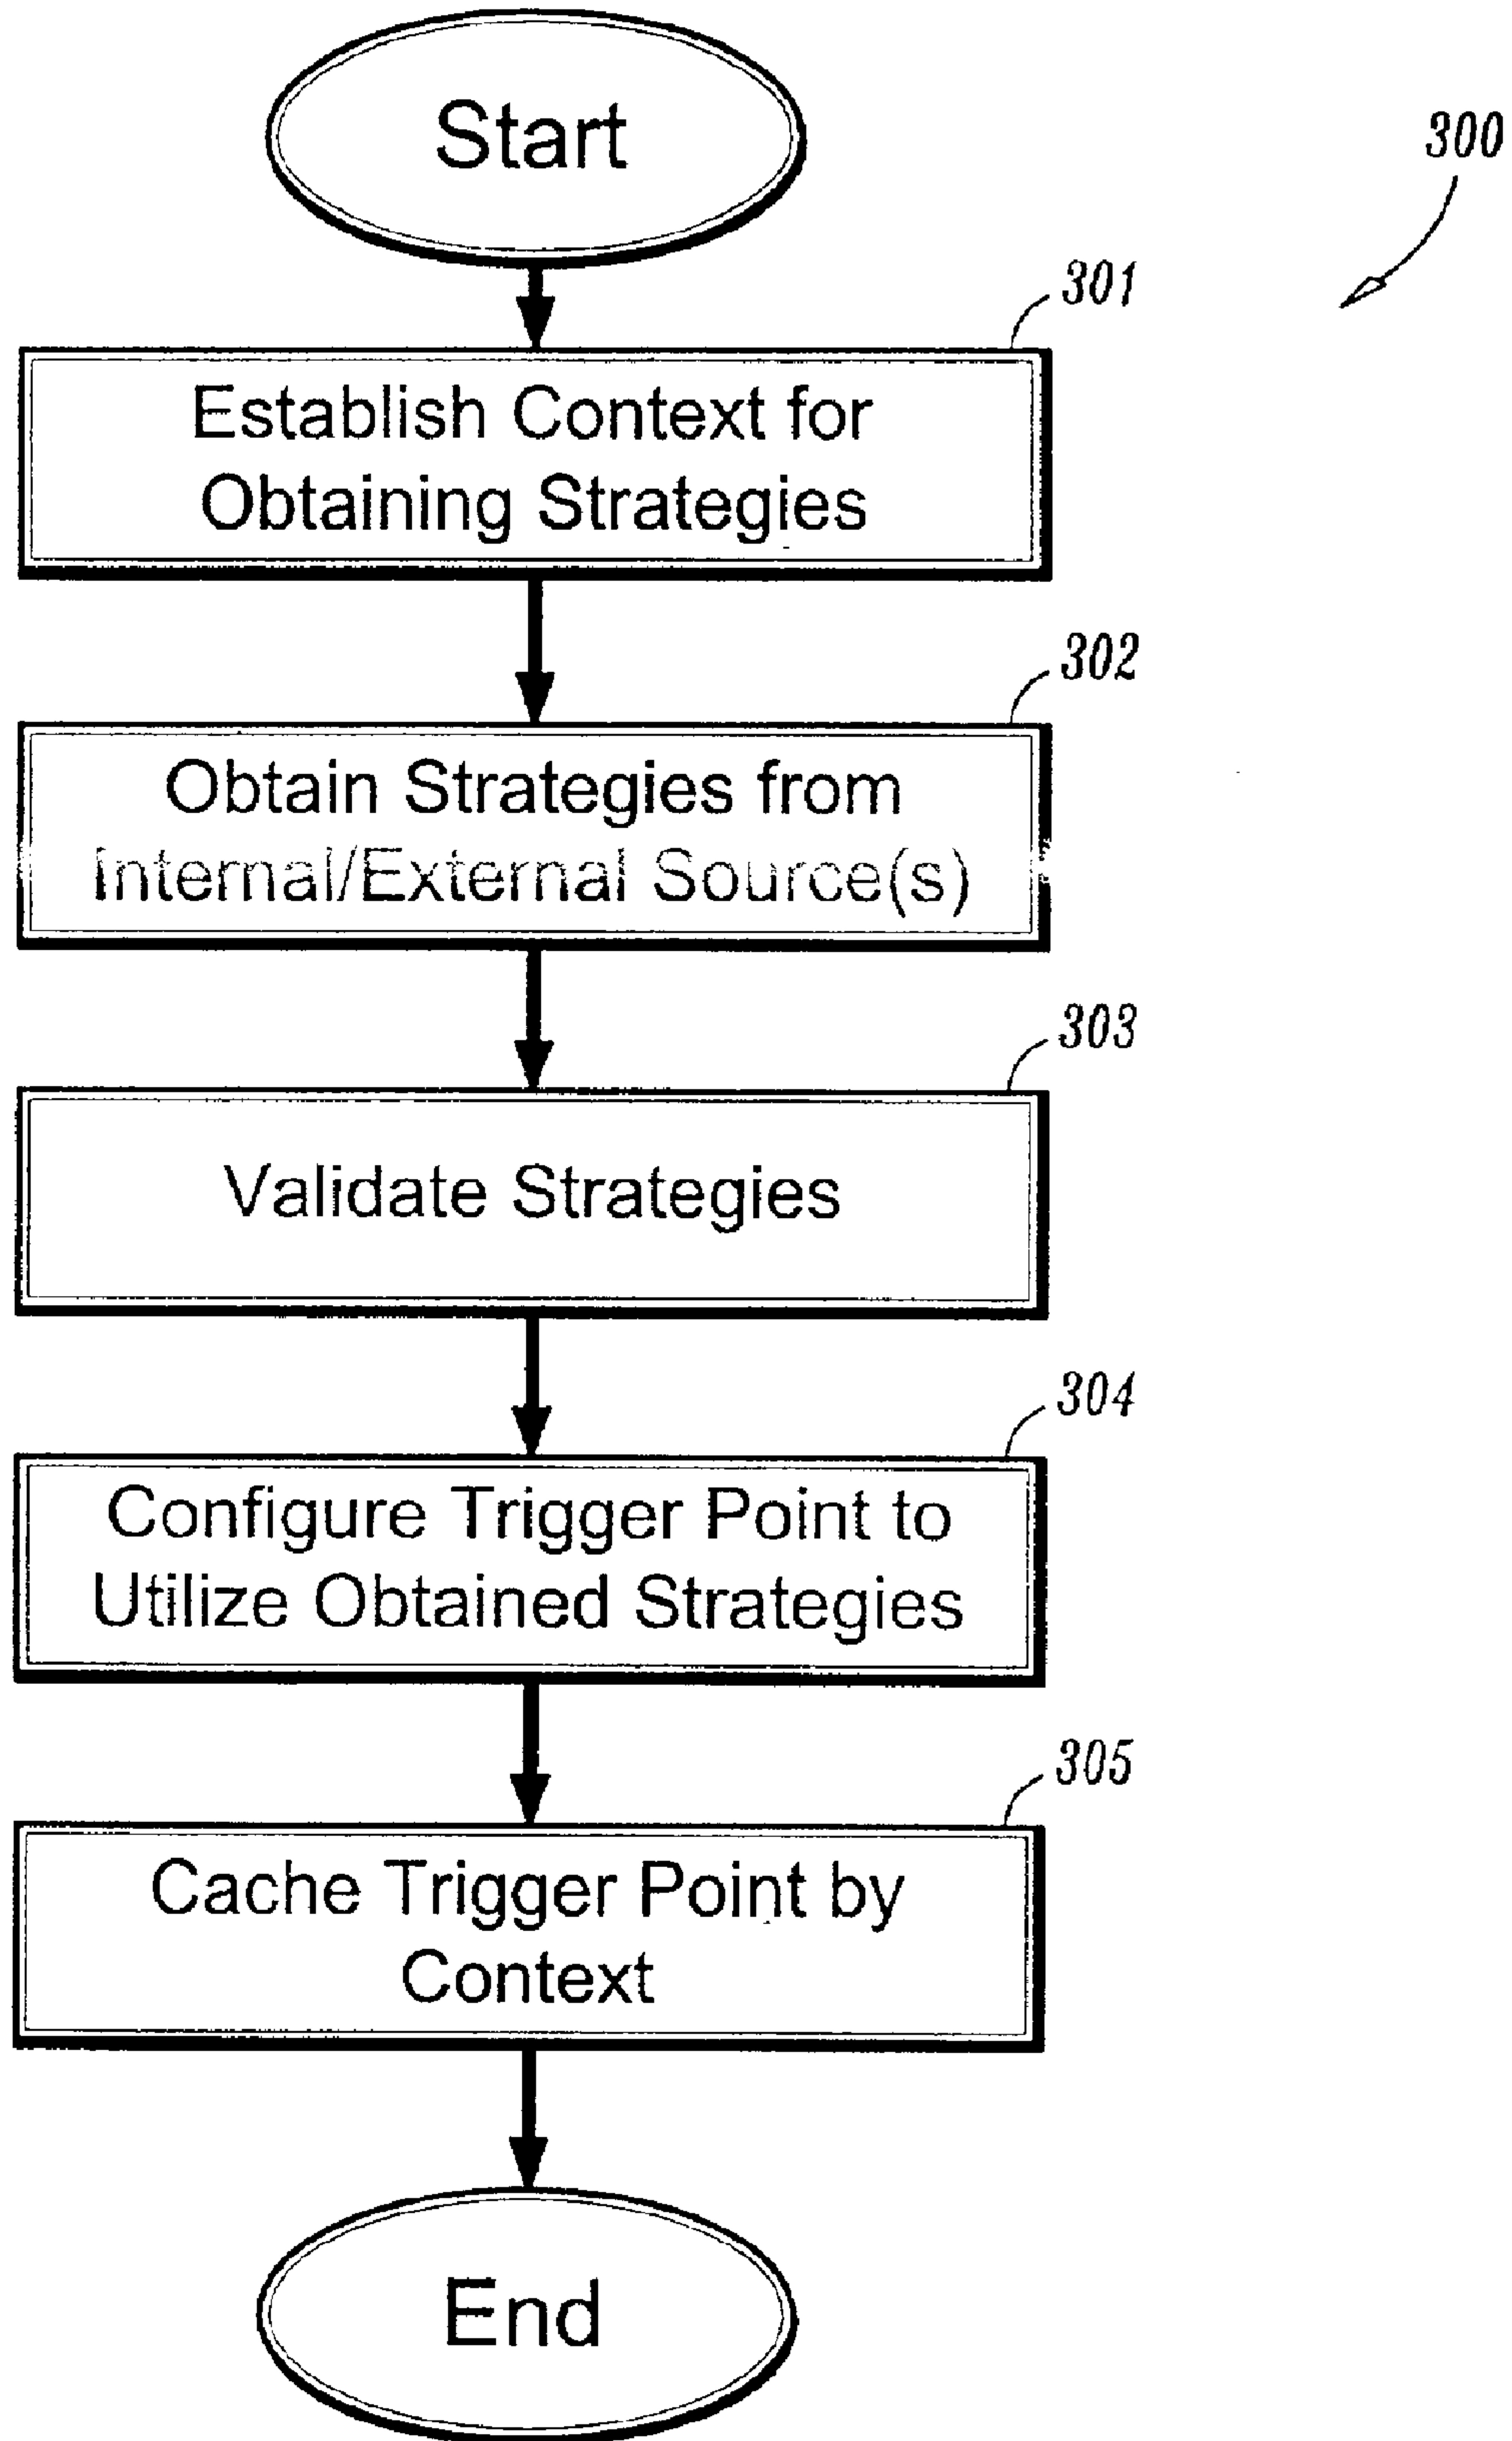 Start
300
301
Establish Context for
Obtaining Strategies
302
Obtain Strategies from
Internal/External Source(s)
303
Validate Strategies
304
Configure Trigger Point to
Utilize Obtained Strategies
305
Cache Trigger Point by
Context
End